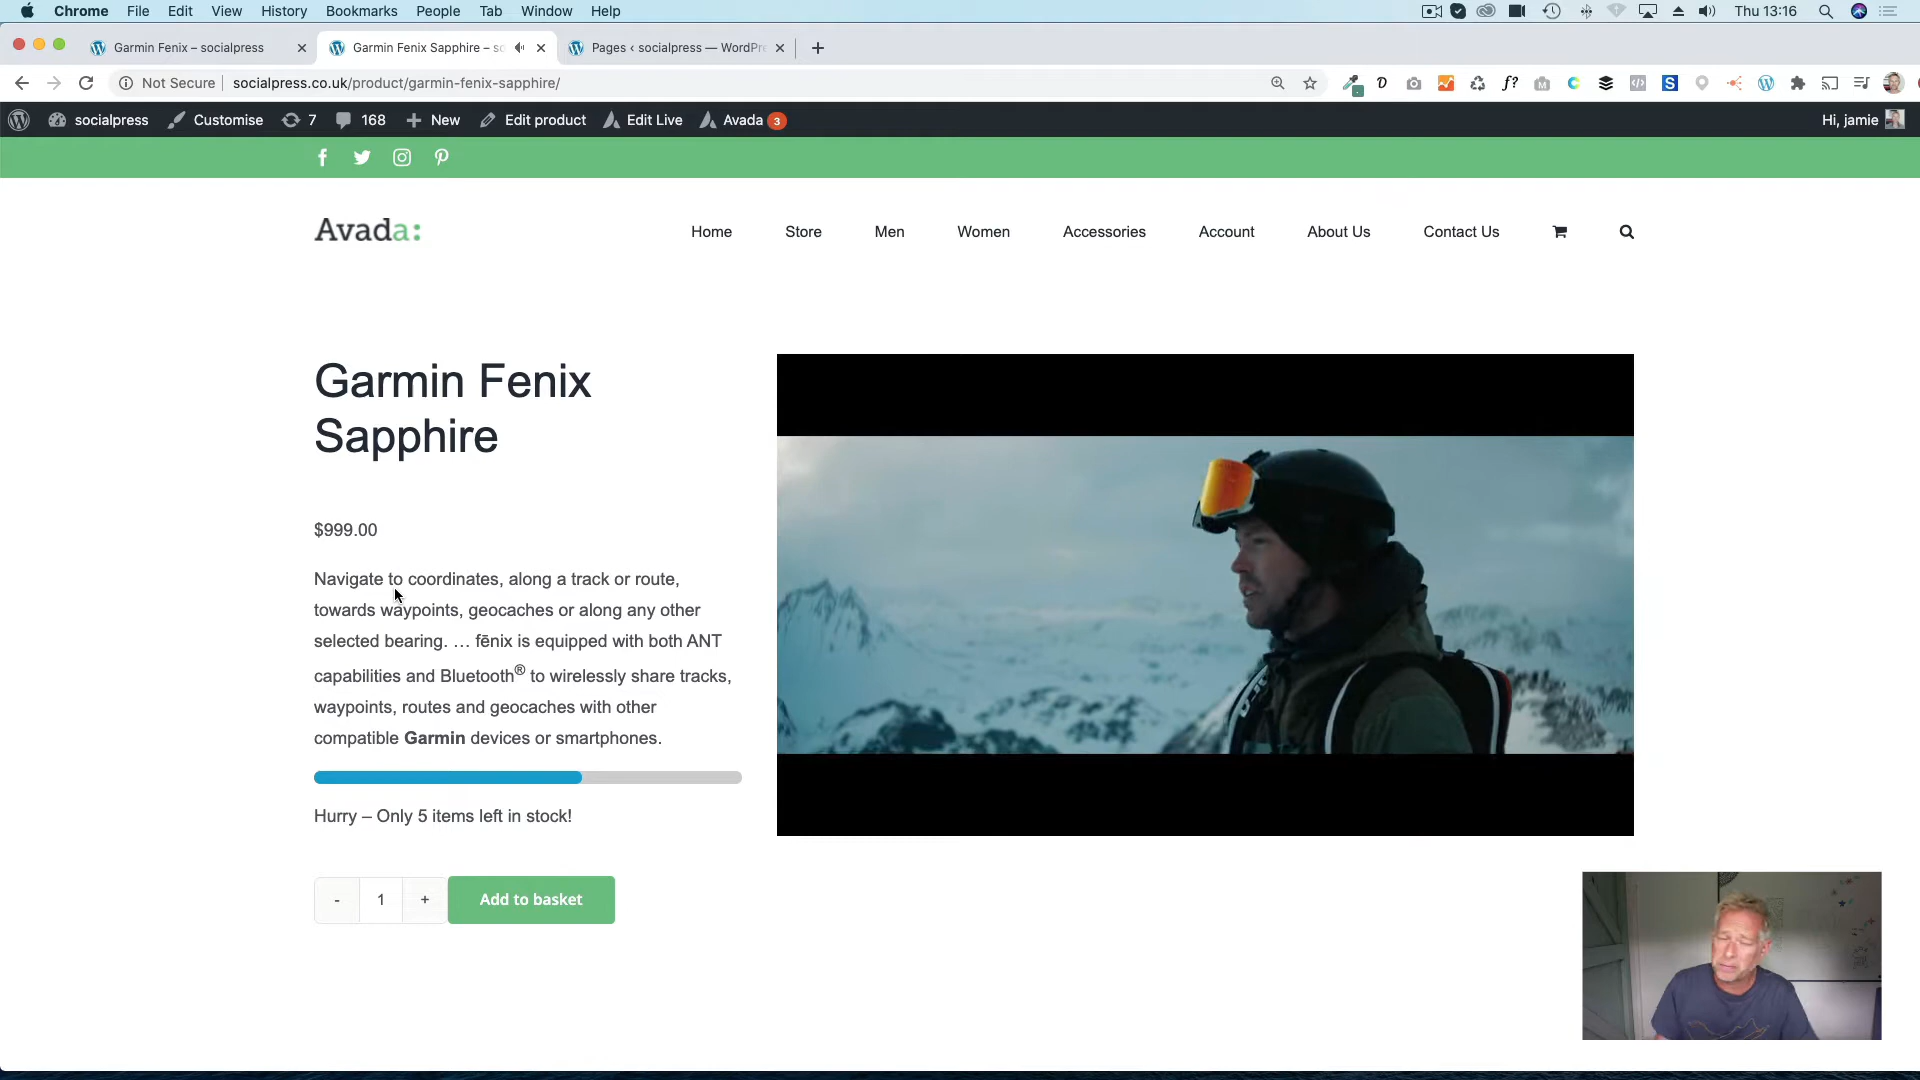 Chrome File Edit View History Bookmarks People Tab Window Help Thu 13:16
Garmin Fenix – socialpress Garmin Fenix Sapphire – so Pages ‹ socialpress — WordPre
Not Secure socialpress.co.uk/product/garmin-fenix-sapphire/
socialpress Customise 7 168 New Edit product Edit Live Avada 3 Hi, jamie
Avada: Home Store Men Women Accessories Account About Us Contact Us
Garmin Fenix
Sapphire
$999.00
Navigate to coordinates, along a track or route,
towards waypoints, geocaches or along any other
selected bearing. … fēnix is equipped with both ANT
capabilities and Bluetooth® to wirelessly share tracks,
waypoints, routes and geocaches with other
compatible Garmin devices or smartphones.
Hurry – Only 5 items left in stock!
- 1 + Add to basket